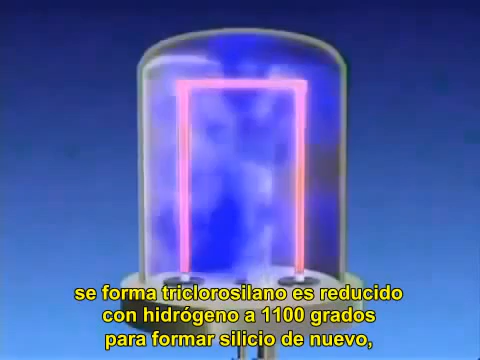 se forma triclorosilano es reducido
con hidrógeno a 1100 grados
para formar silicio de nuevo,